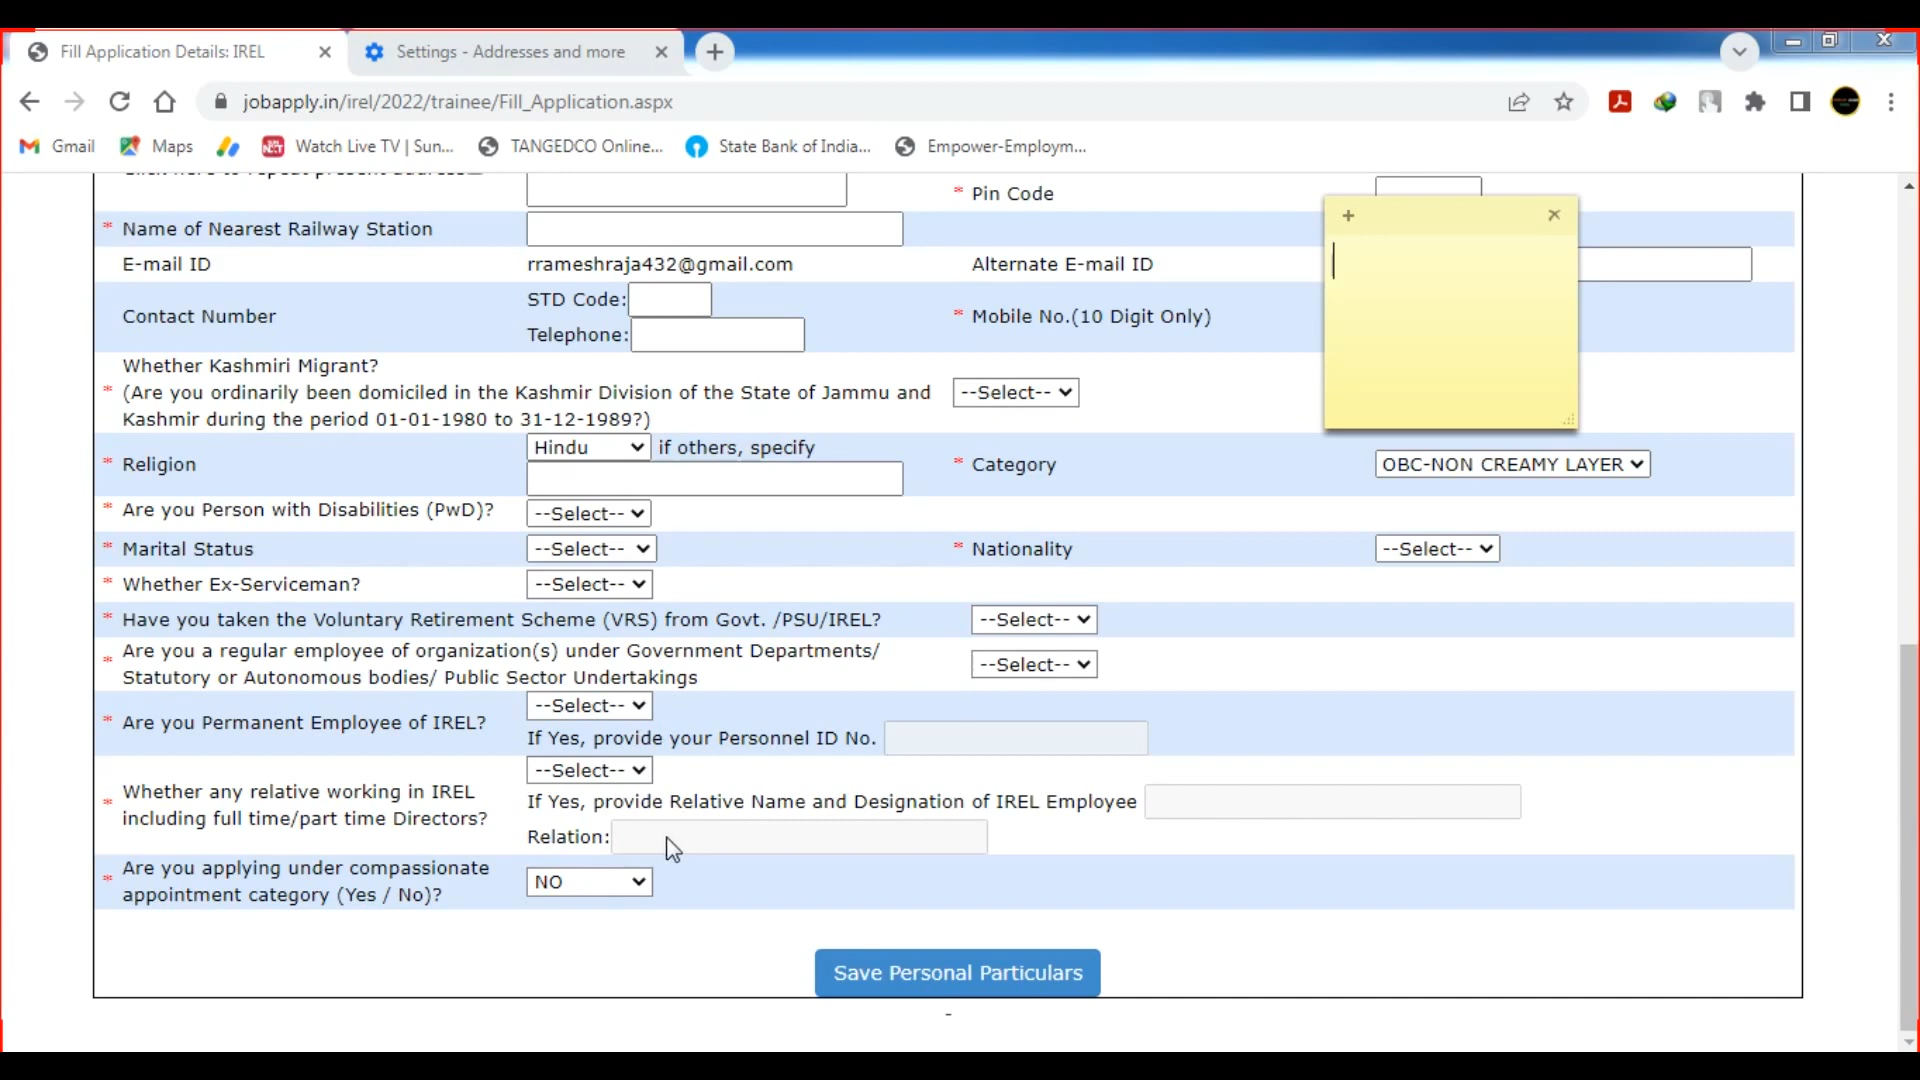 Fill Application Details: IREL
Settings - Addresses and more
jobapply.in/irel/2022/trainee/Fill_Application.aspx
Gmail
Maps
Watch Live TV | Sun...
TANGEDCO Online...
State Bank of India...
Empower-Employm...
* Pin Code
* Name of Nearest Railway Station
E-mail ID rrameshraja432@gmail.com Alternate E-mail ID
Contact Number
STD Code:
Telephone:
* Mobile No.(10 Digit Only)
Whether Kashmiri Migrant?
* (Are you ordinarily been domiciled in the Kashmir Division of the State of Jammu and
Kashmir during the period 01-01-1980 to 31-12-1989?)
--Select--
* Religion
Hindu if others, specify
* Category OBC-NON CREAMY LAYER
* Are you Person with Disabilities (PwD)? --Select--
* Marital Status --Select-- * Nationality --Select--
* Whether Ex-Serviceman? --Select--
* Have you taken the Voluntary Retirement Scheme (VRS) from Govt. /PSU/IREL? --Select--
* Are you a regular employee of organization(s) under Government Departments/
Statutory or Autonomous bodies/ Public Sector Undertakings
--Select--
* Are you Permanent Employee of IREL?
--Select--
If Yes, provide your Personnel ID No.
* Whether any relative working in IREL
including full time/part time Directors?
--Select--
If Yes, provide Relative Name and Designation of IREL Employee
Relation:
* Are you applying under compassionate
appointment category (Yes / No)?
NO
Save Personal Particulars
-